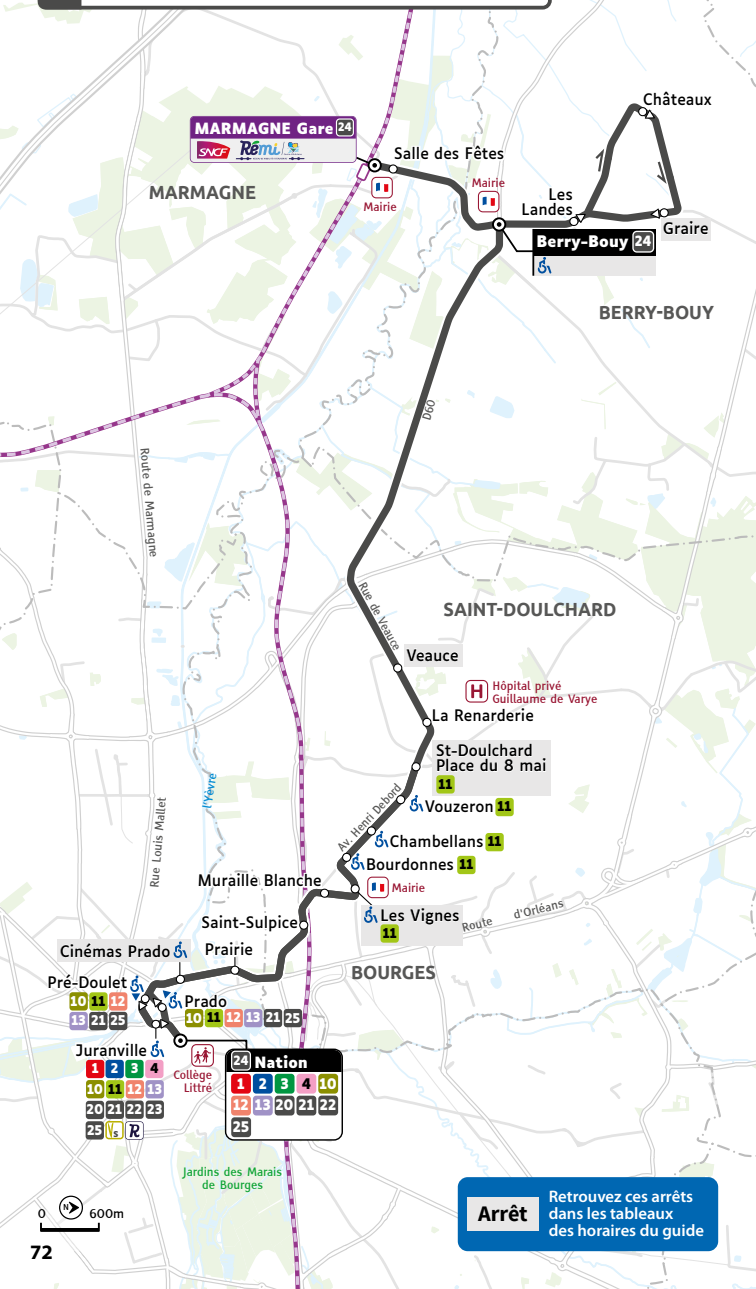 Châteaux
MARMAGNE Gare 24
SNCF Rémi
Salle des Fêtes
Mairie
MARMAGNE
Mairie
Les
Landes
Graire
Berry-Bouy 24
BERRY-BOUY
D60
Route de Marmagne
Rue de Veauce
SAINT-DOULCHARD
Veauce
H Hôpital privé
Guillaume de Varye
La Renarderie
St-Doulchard
Place du 8 mai
11
l'Yèvre
Rue Louis Mallet
Av. Henri Debord
Vouzeron 11
Chambellans 11
Bourdonnes 11
Muraille Blanche
Mairie
Les Vignes
11
Route d'Orléans
Saint-Sulpice
Cinémas Prado
Prairie
BOURGES
Pré-Doulet
10 11 12
13 21 25
Prado
10 11 12 13 21 25
Juranville
1 2 3 4
10 11 12 13
20 21 22 23
25 Vs R
Collège
Littré
24 Nation
1 2 3 4 10
12 13 20 21 22
25
Jardins des Marais
de Bourges
Arrêt
Retrouvez ces arrêts
dans les tableaux
des horaires du guide
0 N 600m
72